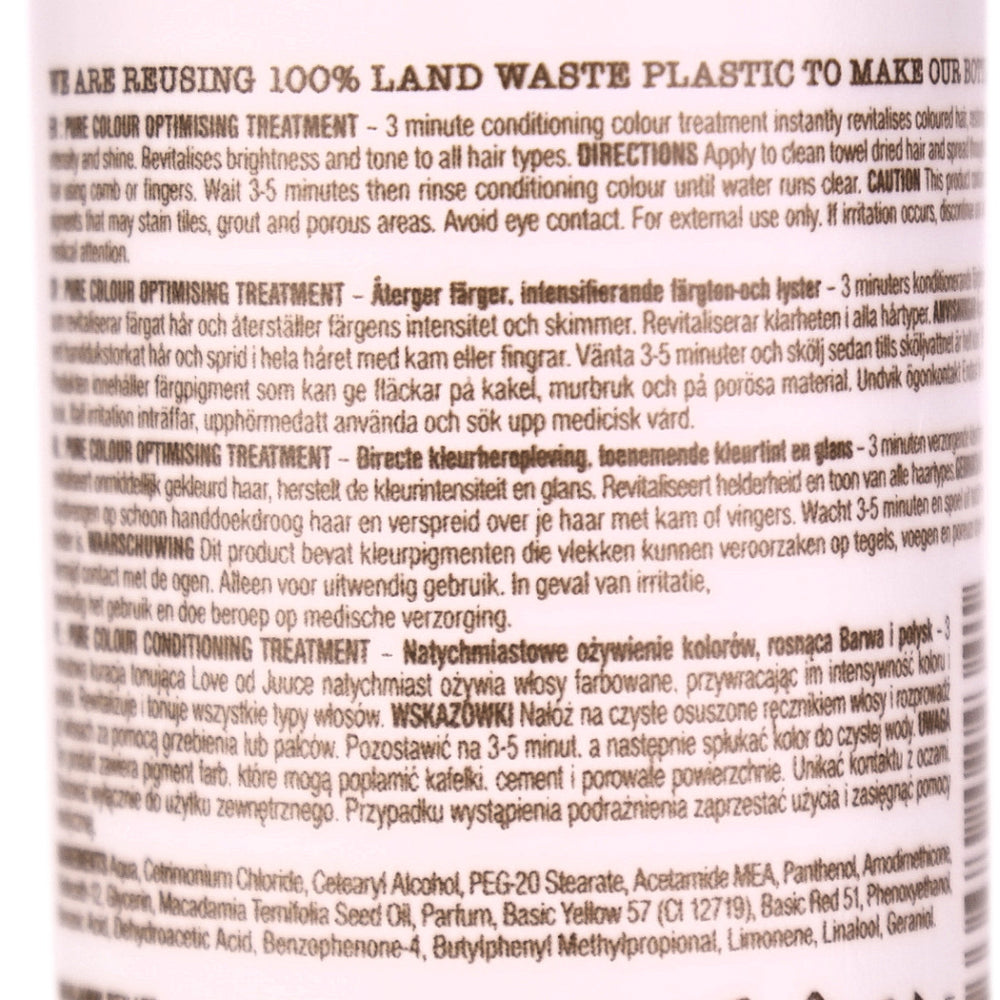 WE ARE REUSING 100% LAND WASTE PLASTIC TO MAKE OUR
PURE COLOUR OPTIMISING TREATMENT - 3 minute conditioning colour treatment instantly revitalises coloured hair,
and shine. Revitalises brightness and tone to all hair types. DIRECTIONS Apply to clean towel dried hair and spread
using comb or fingers. Wait 3-5 minutes then rinse conditioning colour until water runs clear. CAUTION This product
that may stain tiles, grout and porous areas. Avoid eye contact. For external use only. If irritation occurs,
attention.
PURE COLOUR OPTIMISING TREATMENT - Återger färger, intensifierande färgton-och lyster - 3 minuters
färgat hår och återställer färgens intensitet och skimmer. Revitaliserar klarheten i alla hårtyper.
hår och sprid i hela håret med kam eller fingrar. Vänta 3-5 minuter och skölj sedan tills sköljvattnet är
innehåller färgpigment som kan ge fläckar på kakel, murbruk och på porösa material. Undvik ögonkontakt
irritation inträffar, upphörmedatt använda och sök upp medicisk vård.
PURE COLOUR OPTIMISING TREATMENT - Directe kleurheropleving, toenemende kleurtint en glans - 3 minuten
onmiddelijk gekleurd haar, herstelt de kleurintensiteit en glans. Revitaliseert helderheid en toon van alle haartypes.
op schoon handdoekdroog haar en verspreid over je haar met kam of vingers. Wacht 3-5 minuten en
WAARSCHUWING Dit product bevat kleurpigmenten die vlekken kunnen veroorzaken op tegels, voegen en
contact met de ogen. Alleen voor uitwendig gebruik. In geval van irritatie,
het gebruik en doe beroep op medische verzorging.
PURE COLOUR CONDITIONING TREATMENT - Natychmiastowe ożywienie kolorów, rosnąca Barwa i połysk - 3
kuracja tonująca Love od Juuce natychmiast ożywia włosy farbowane, przywracając im intensywność koloru i
Rewitalizuje i tonuje wszystkie typy włosów. WSKAZÓWKI Nałóż na czyste osuszone ręcznikiem włosy i rozprowadź
za pomocą grzebienia lub palców. Pozostawić na 3-5 minut, a następnie spłukać kolor do czystej wody. UWAGA
zawiera pigment farb, które mogą poplamić kafelki, cement i porowate powierzchnie. Unikać kontaktu z oczami.
wyłącznie do użytku zewnętrznego. Przypadku wystąpienia podrażnienia zaprzestać użycia i zasięgnąć pomocy
INGREDIENTS Aqua, Cetrimonium Chloride, Cetearyl Alcohol, PEG-20 Stearate, Acetamide MEA, Panthenol, Amodimethicone,
Glycerin, Macadamia Ternifolia Seed Oil, Parfum, Basic Yellow 57 (CI 12719), Basic Red 51, Phenoxyethanol,
Acid, Dehydroacetic Acid, Benzophenone-4, Butylphenyl Methylpropional, Limonene, Linalool, Geraniol.